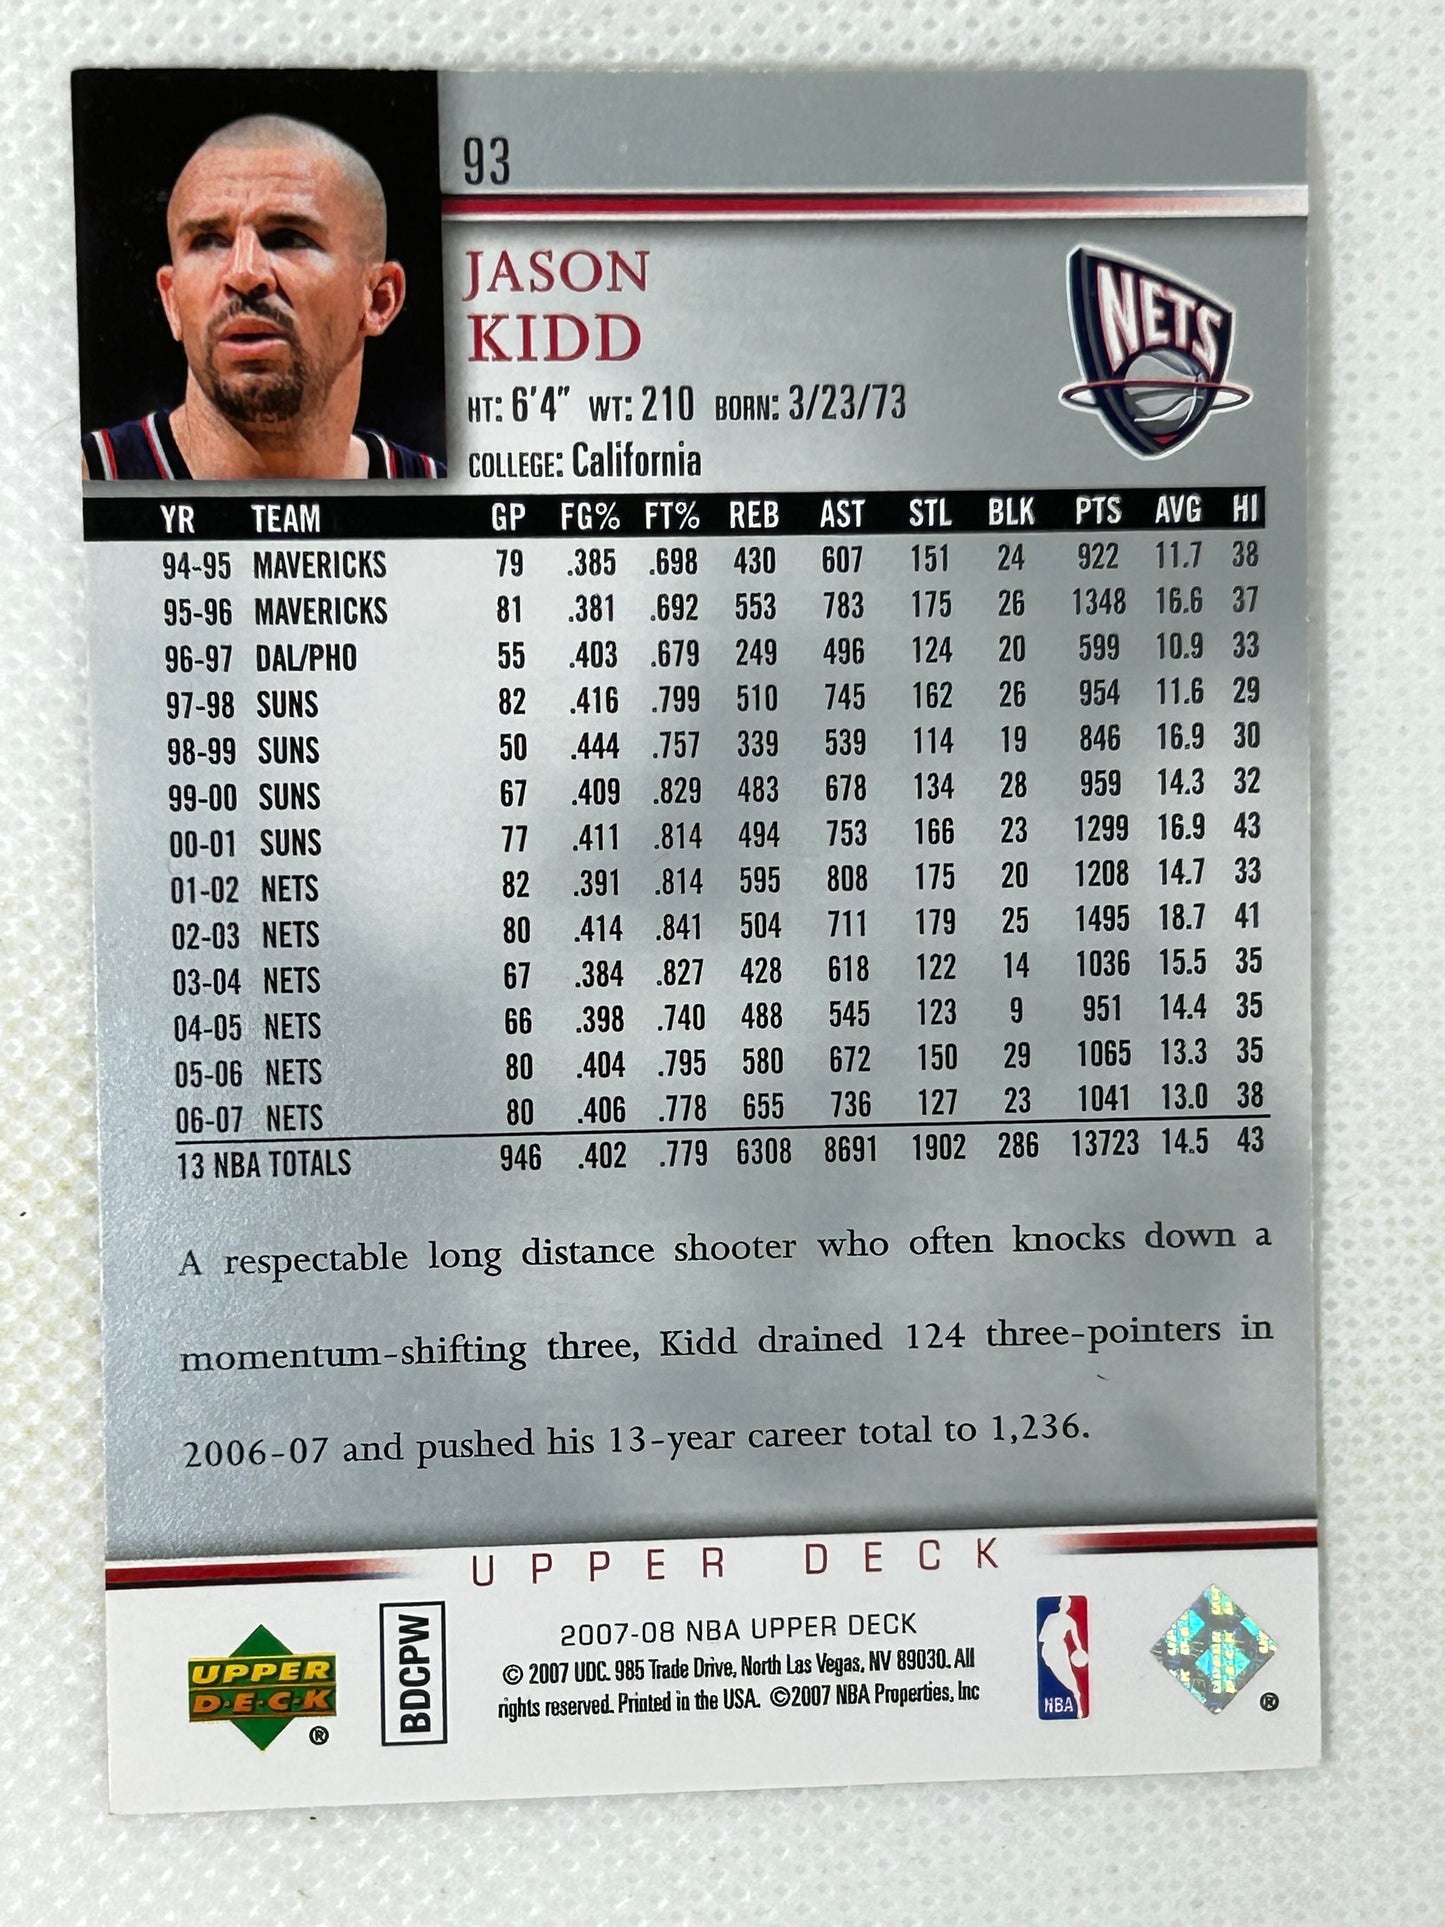 93
JASON
KIDD
HT: 6'4" WT: 210 BORN: 3/23/73
COLLEGE: California
NETS
YR TEAM GP FG% FT% REB AST STL BLK PTS AVG HI
94-95 MAVERICKS 79 .385 .698 430 607 151 24 922 11.7 38
95-96 MAVERICKS 81 .381 .692 553 783 175 26 1348 16.6 37
96-97 DAL/PHO 55 .403 .679 249 496 124 20 599 10.9 33
97-98 SUNS 82 .416 .799 510 745 162 26 954 11.6 29
98-99 SUNS 50 .444 .757 339 539 114 19 846 16.9 30
99-00 SUNS 67 .409 .829 483 678 134 28 959 14.3 32
00-01 SUNS 77 .411 .814 494 753 166 23 1299 16.9 43
01-02 NETS 82 .391 .814 595 808 175 20 1208 14.7 33
02-03 NETS 80 .414 .841 504 711 179 25 1495 18.7 41
03-04 NETS 67 .384 .827 428 618 122 14 1036 15.5 35
04-05 NETS 66 .398 .740 488 545 123 9 951 14.4 35
05-06 NETS 80 .404 .795 580 672 150 29 1065 13.3 35
06-07 NETS 80 .406 .778 655 736 127 23 1041 13.0 38
13 NBA TOTALS 946 .402 .779 6308 8691 1902 286 13723 14.5 43
A respectable long distance shooter who often knocks down a
momentum-shifting three, Kidd drained 124 three-pointers in
2006-07 and pushed his 13-year career total to 1,236.
UPPER DECK
UPPER
D·E·C·K
®
BDCPW
2007-08 NBA UPPER DECK
© 2007 UDC. 985 Trade Drive, North Las Vegas, NV 89030. All
rights reserved. Printed in the USA. ©2007 NBA Properties, Inc
NBA
®